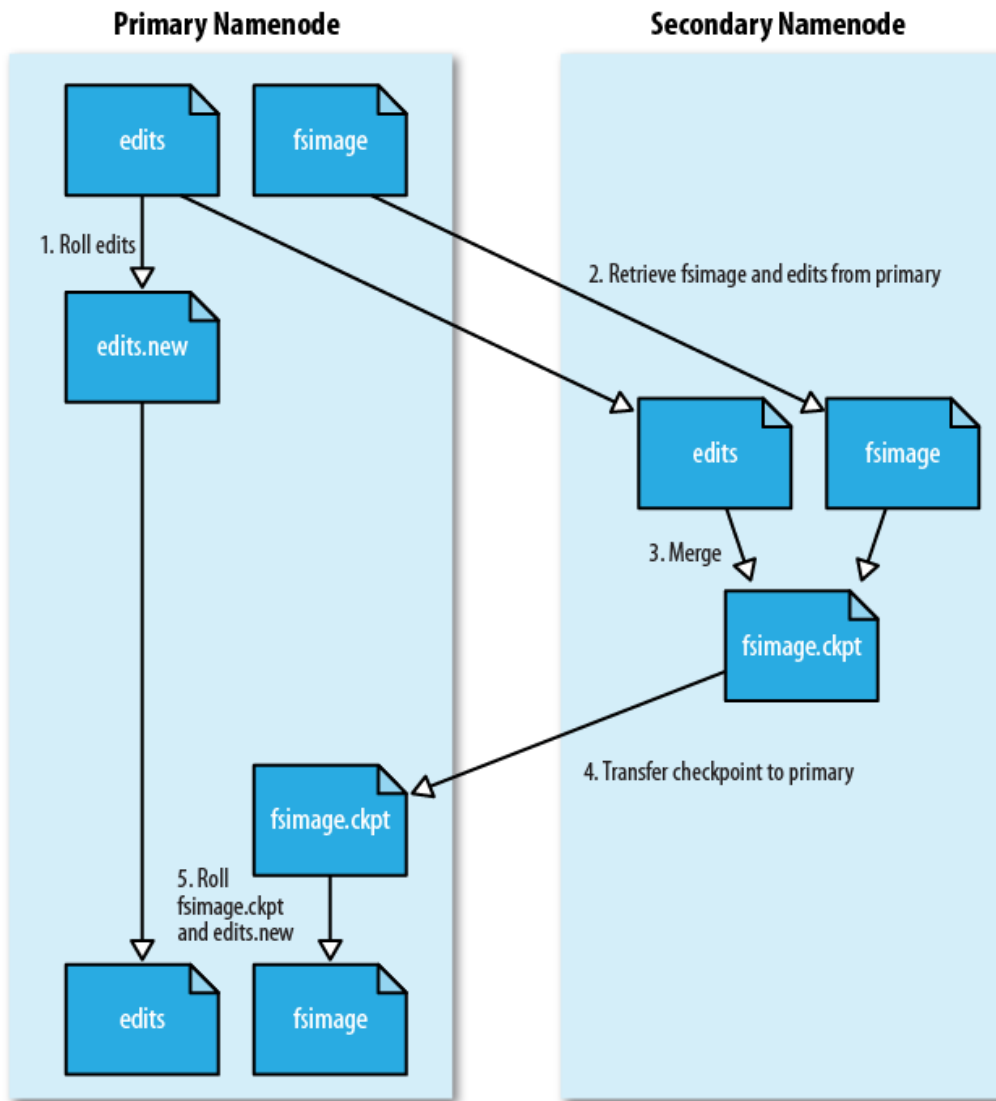 Primary Namenode
Secondary Namenode
edits
fsimage
1. Roll edits
2. Retrieve fsimage and edits from primary
edits.new
edits
fsimage
3. Merge
fsimage.ckpt
4. Transfer checkpoint to primary
fsimage.ckpt
5. Roll
fsimage.ckpt
and edits.new
edits
fsimage